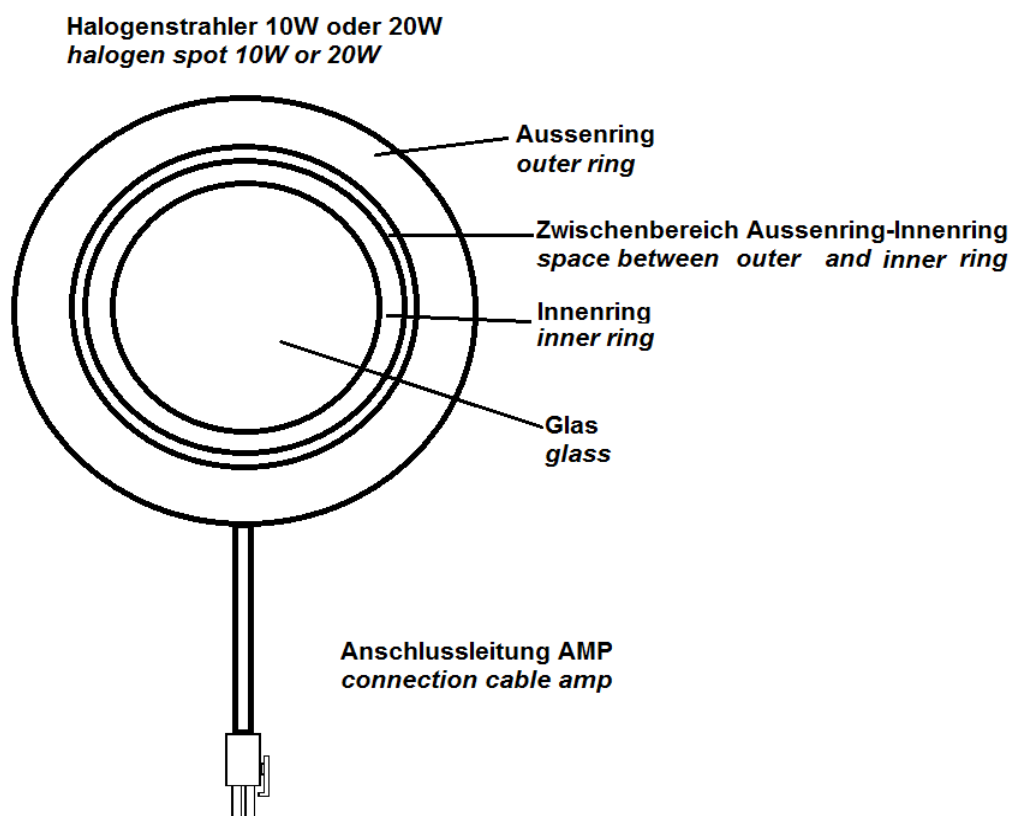 Halogenstrahler 10W oder 20W
halogen spot 10W or 20W
Aussenring
outer ring
Zwischenbereich Aussenring-Innenring
space between outer and inner ring
Innenring
inner ring
Glas
glass
Anschlussleitung AMP
connection cable amp